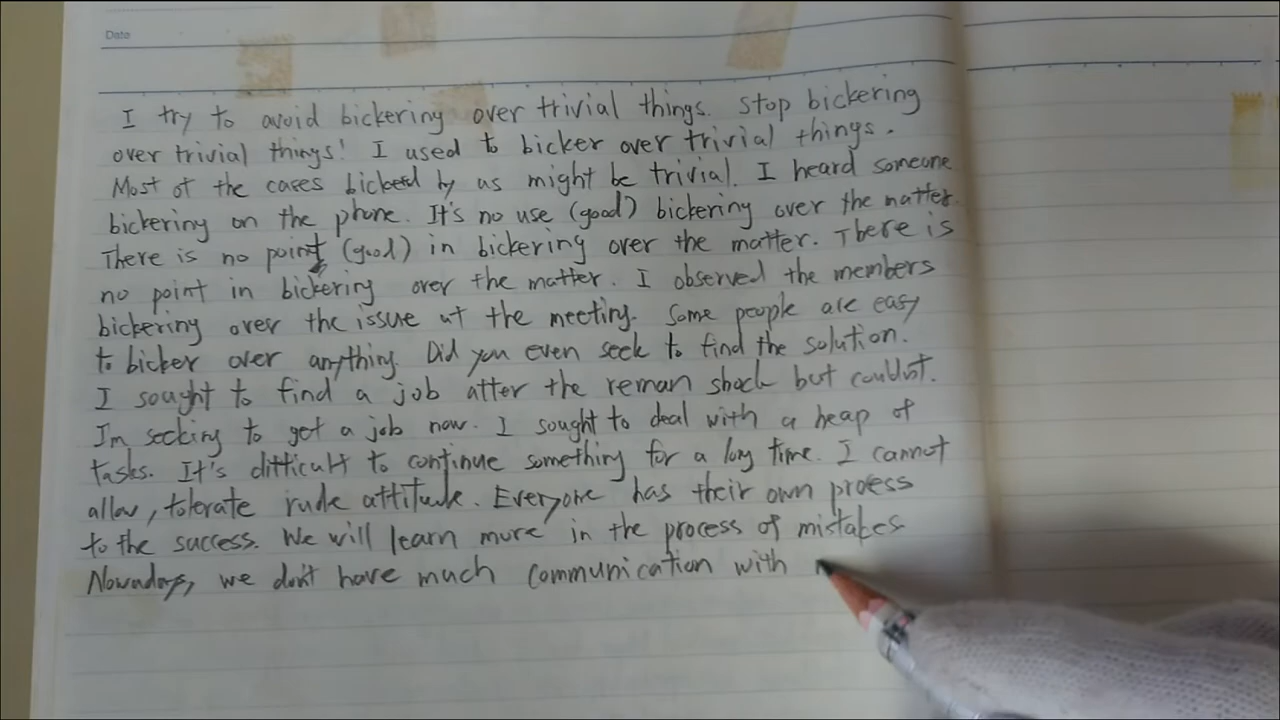 Date
I try to avoid bickering over trivial things. Stop bickering
over trivial things! I used to bicker over trivial things.
Most of the cases bickered by us might be trivial. I heard someone
bickering on the phone. It's no use (good) bickering over the matter.
There is no point (good) in bickering over the matter. There is
no point in bickering over the matter. I observed the members
bickering over the issue at the meeting. Some people are easy
to bicker over anything. Did you even seek to find the solution.
I sought to find a job after the reman shock but couldn't.
I'm seeking to get a job now. I sought to deal with a heap of
tasks. It's difficult to continue something for a long time. I cannot
allow, tolerate rude attitude. Everyone has their own process
to the success. We will learn more in the process of mistakes
Nowadays, we don't have much communication with